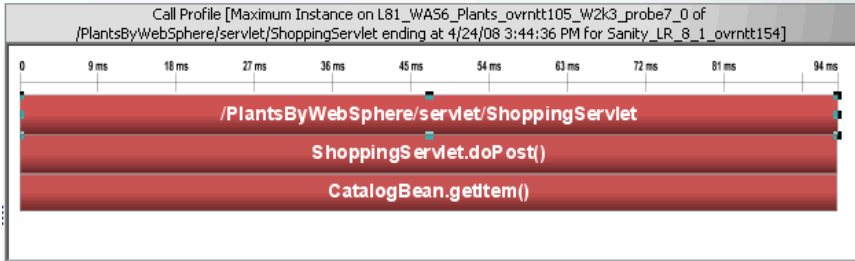 Call Profile [Maximum Instance on L81_WAS6_Plants_ovrntt105_W2k3_probe7_0 of
/PlantsByWebSphere/servlet/ShoppingServlet ending at 4/24/08 3:44:36 PM for Sanity_LR_8_1_ovrntt154]
0 9 ms 18 ms 27 ms 36 ms 45 ms 54 ms 63 ms 72 ms 81 ms 94 ms
/PlantsByWebSphere/servlet/ShoppingServlet
ShoppingServlet.doPost()
CatalogBean.getItem()